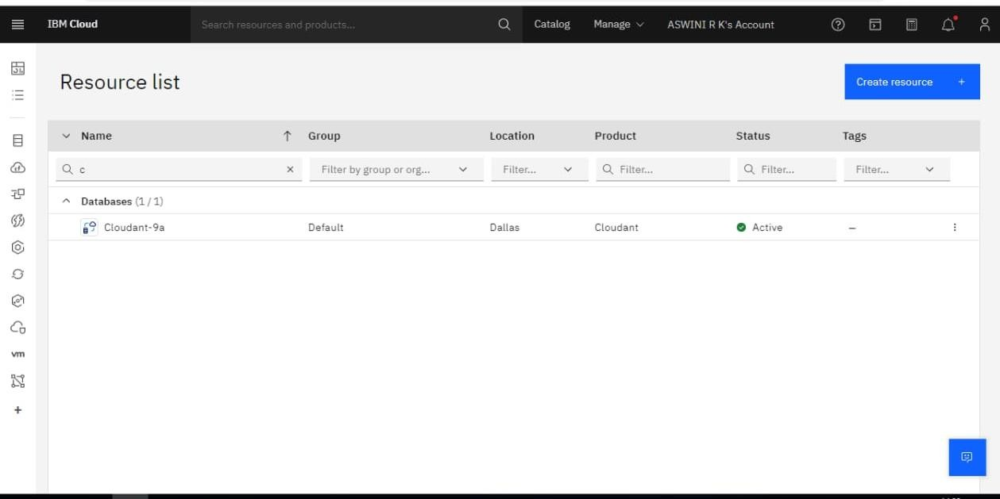 IBM Cloud Search resources and products... Catalog Manage ASWINI R K's Account
Resource list
Create resource +
Name Group Location Product Status Tags
c Filter by group or org... Filter... Filter... Filter... Filter...
Databases (1 / 1)
Cloudant-9a Default Dallas Cloudant Active –
vm